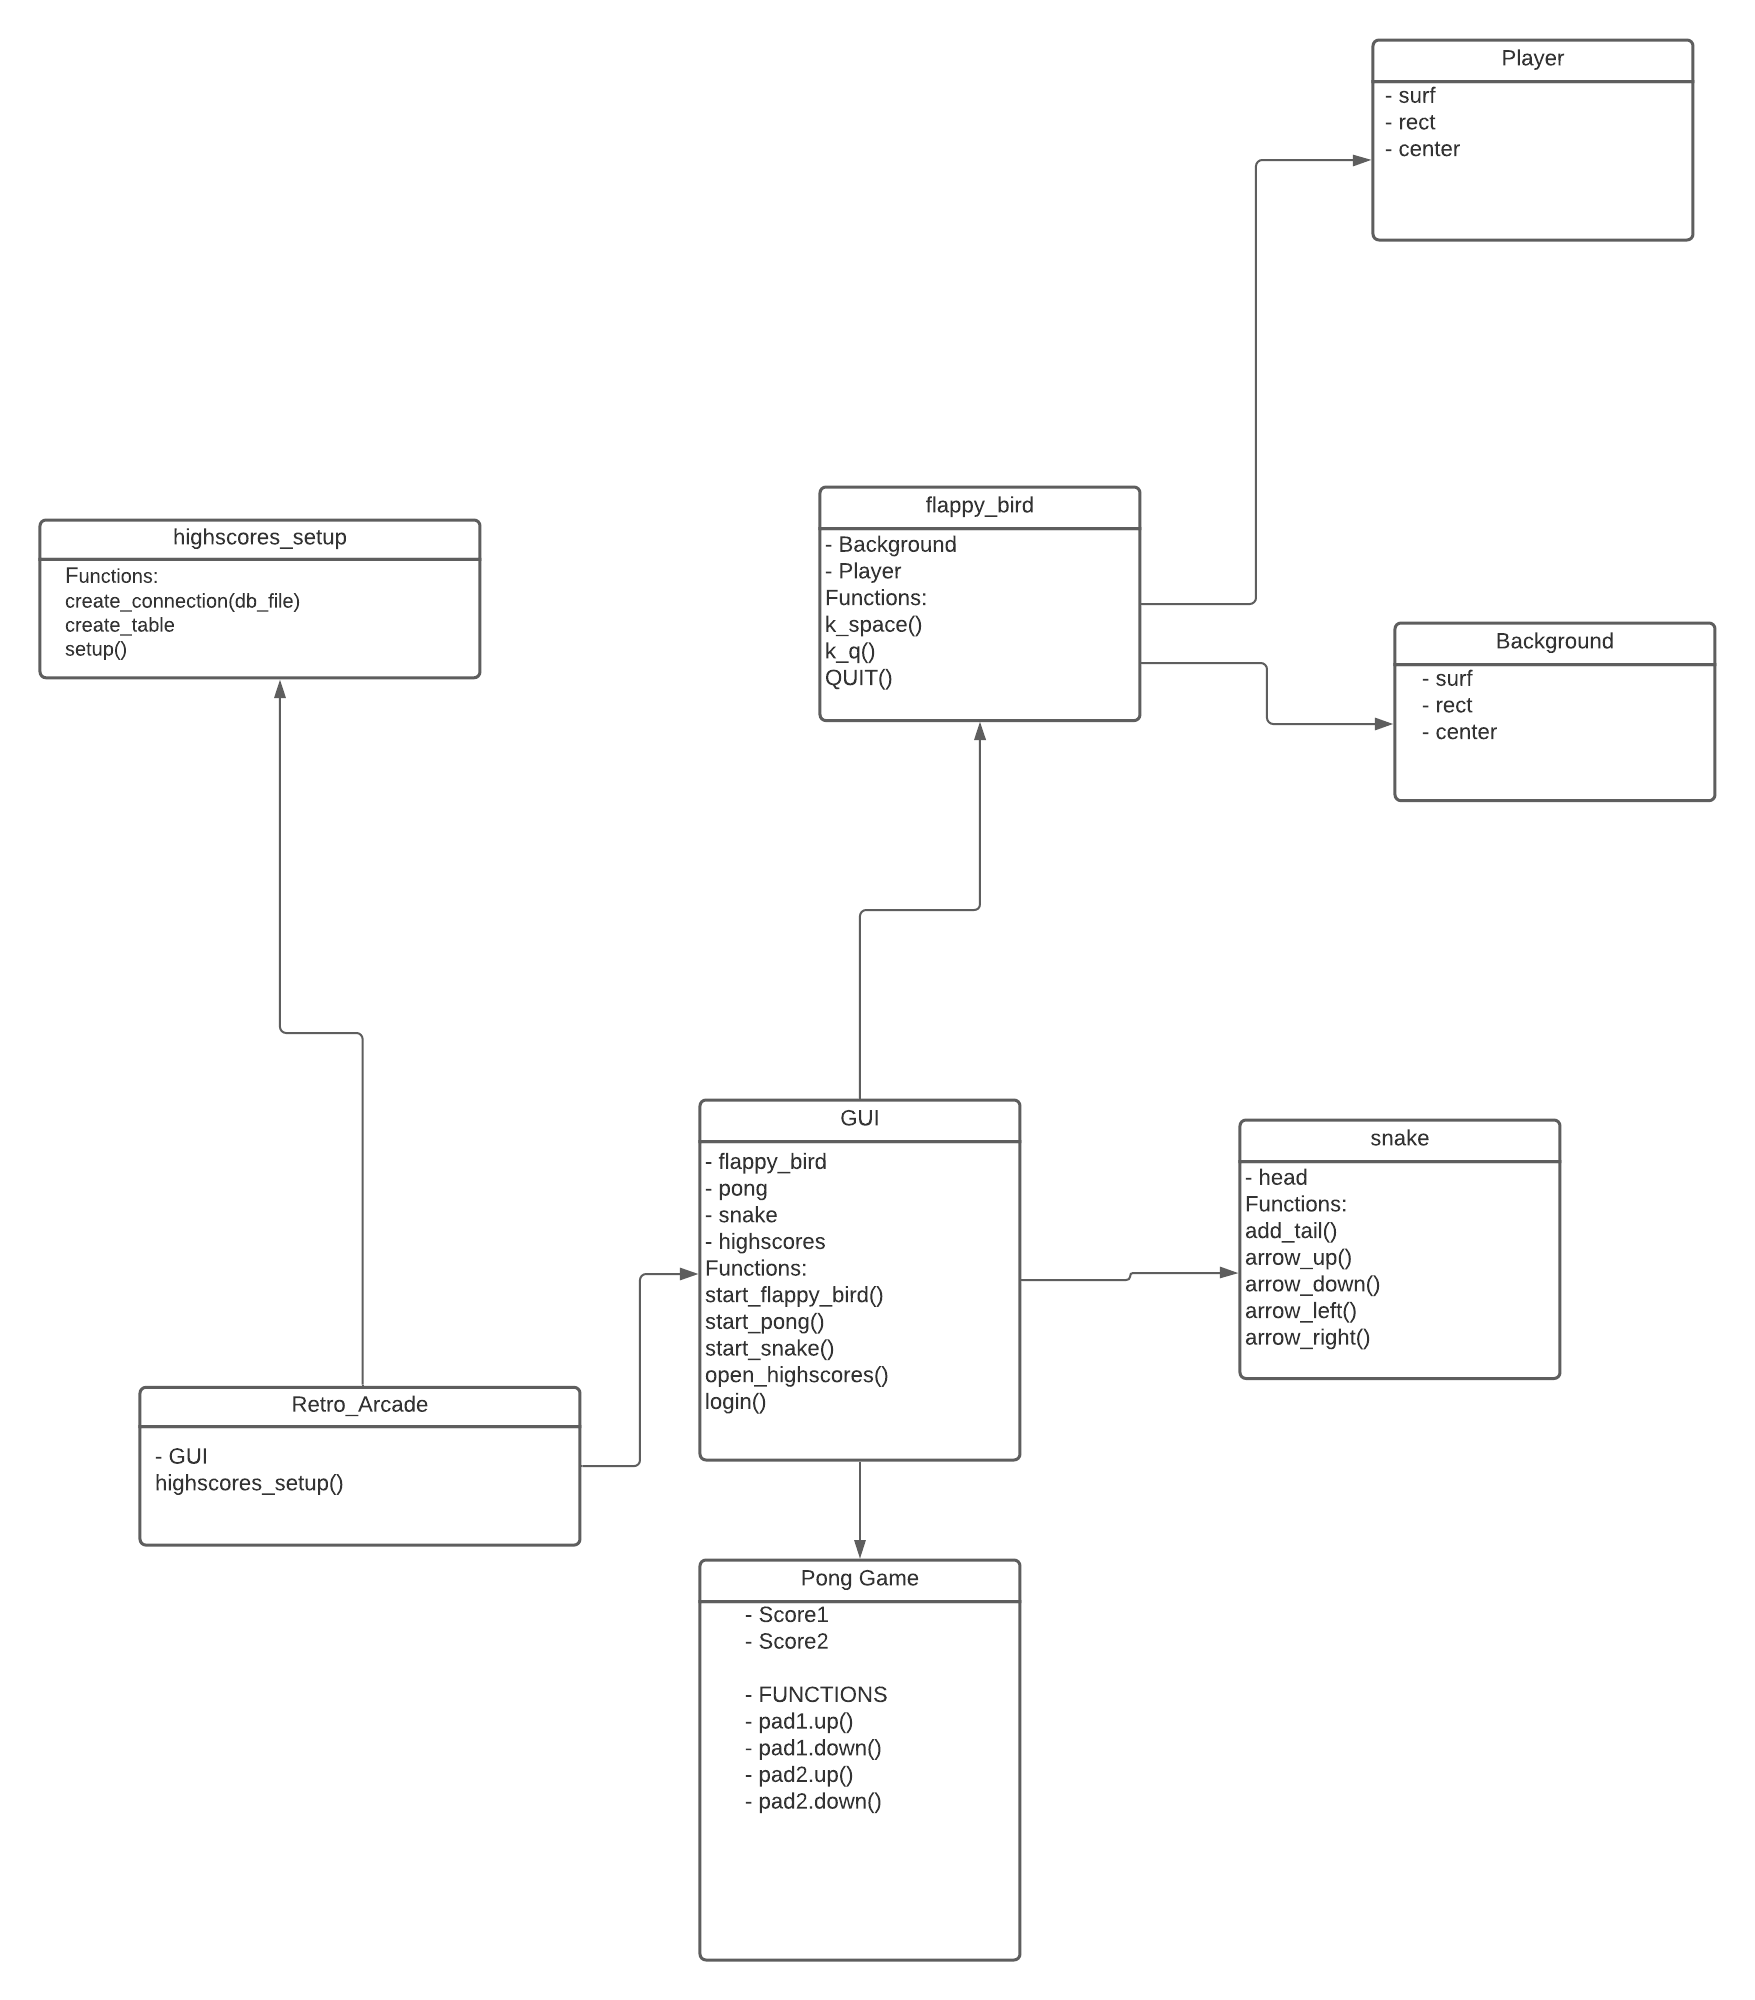 Player
- surf
- rect
- center
flappy_bird
- Background
- Player
Functions:
k_space()
k_q()
QUIT()
highscores_setup
Functions:
create_connection(db_file)
create_table
setup()
Background
- surf
- rect
- center
GUI
- flappy_bird
- pong
- snake
- highscores
Functions:
start_flappy_bird()
start_pong()
start_snake()
open_highscores()
login()
snake
- head
Functions:
add_tail()
arrow_up()
arrow_down()
arrow_left()
arrow_right()
Retro_Arcade
- GUI
highscores_setup()
Pong Game
- Score1
- Score2
- FUNCTIONS
- pad1.up()
- pad1.down()
- pad2.up()
- pad2.down()